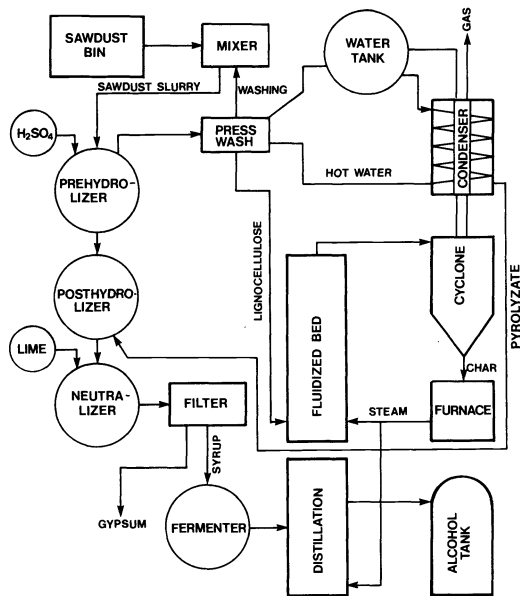 SAWDUST
BIN
MIXER
WATER
TANK
GAS
SAWDUST SLURRY
WASHING
H₂SO₄
PRESS
WASH
CONDENSER
PREHYDRO-
LIZER
HOT WATER
LIGNOCELLULOSE
CYCLONE
PYROLYZATE
POSTHYDRO-
LIZER
FLUIDIZED BED
LIME
CHAR
NEUTRA-
LIZER
FILTER
STEAM
FURNACE
SYRUP
GYPSUM
FERMENTER
DISTILLATION
ALCOHOL
TANK